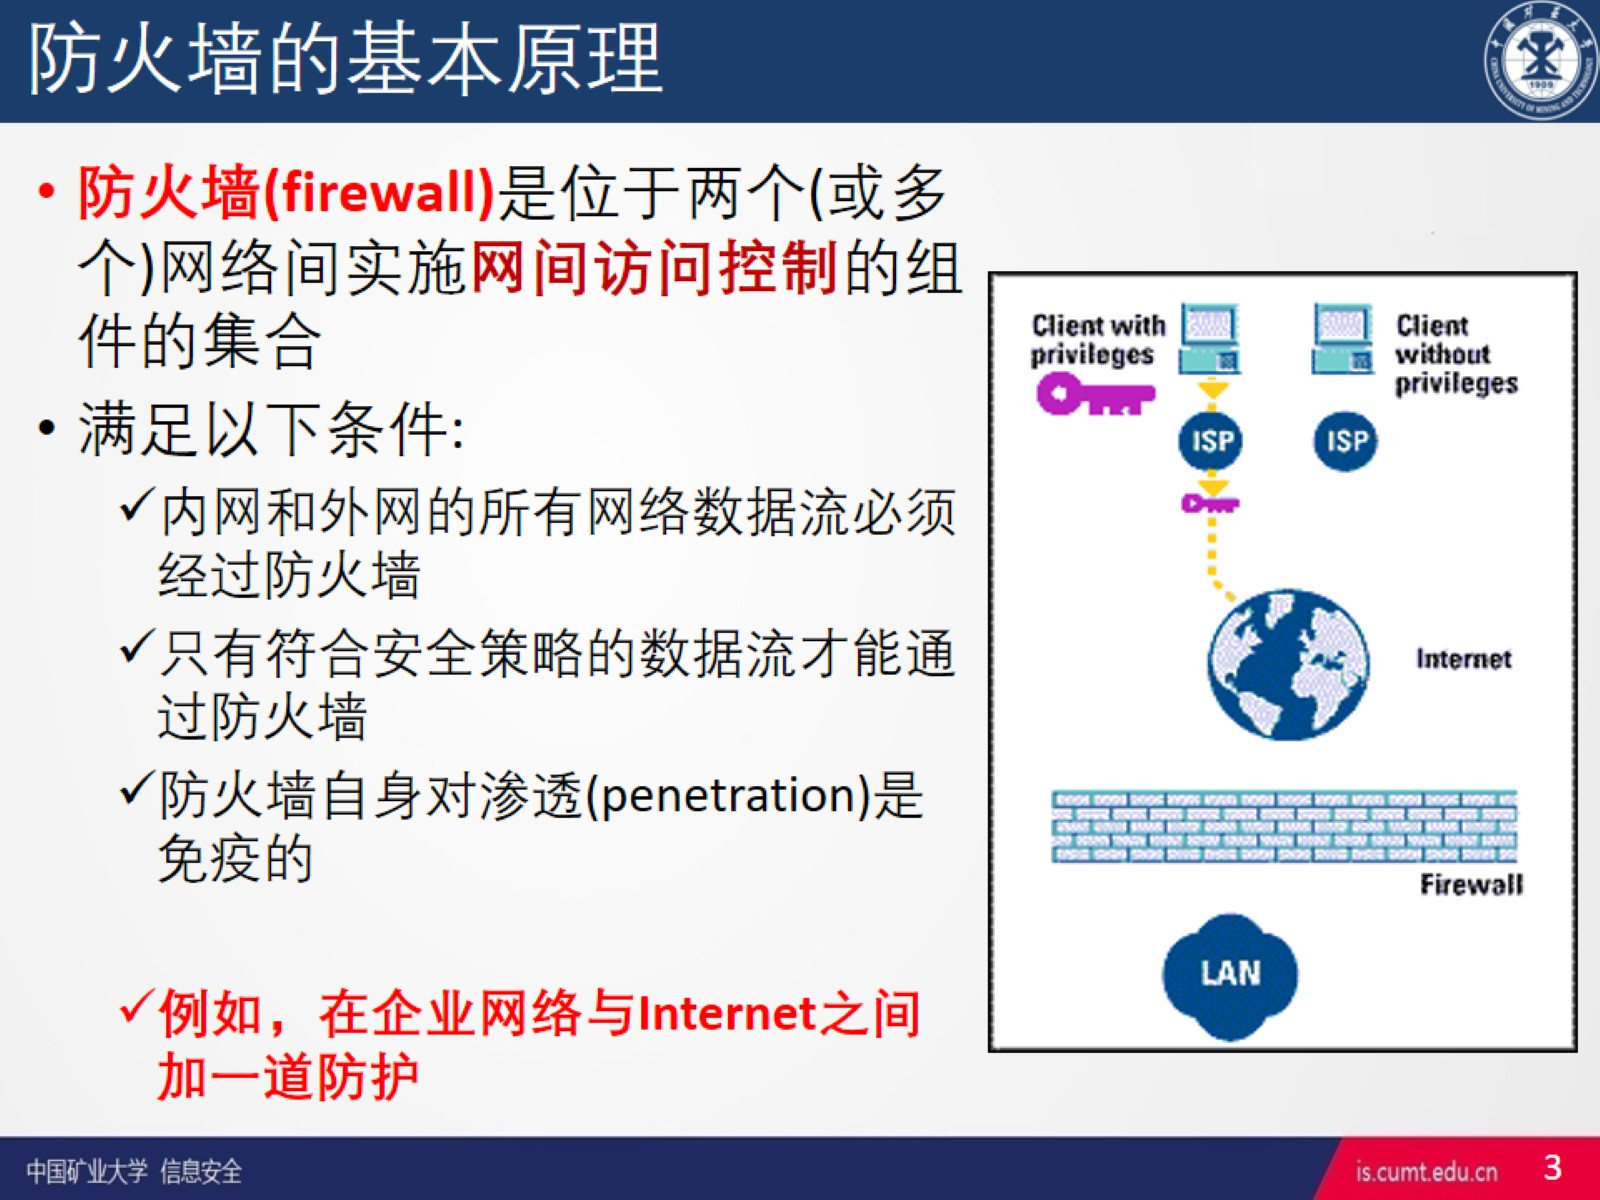 防火墙的基本原理
• 防火墙(firewall)是位于两个(或多
个)网络间实施网间访问控制的组
件的集合
• 满足以下条件:
✓内网和外网的所有网络数据流必须
经过防火墙
✓只有符合安全策略的数据流才能通
过防火墙
✓防火墙自身对渗透(penetration)是
免疫的
✓例如，在企业网络与Internet之间
加一道防护
Client with
privileges
Client
without
privileges
ISP
ISP
Internet
Firewall
LAN
中国矿业大学 信息安全
is.cumt.edu.cn
3
CHINA UNIVERSITY OF MINING AND TECHNOLOGY
1909